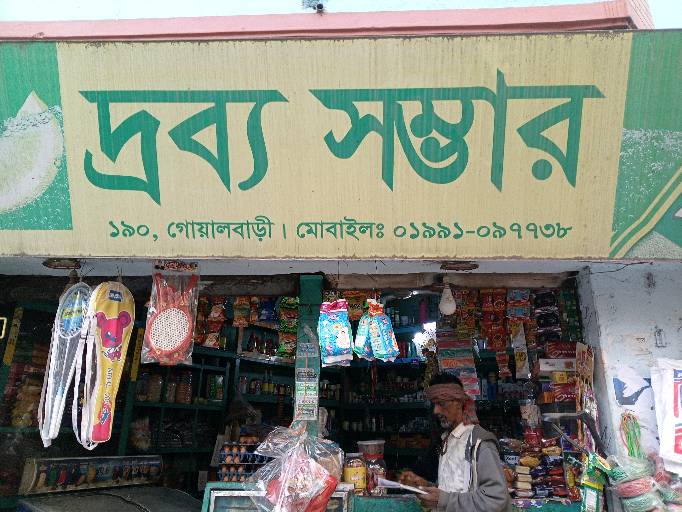 দ্রব্য সম্ভার
১৯০, গোয়ালবাড়ী। মোবাইলঃ ০১৯৯১-০৯৭৭৩৮